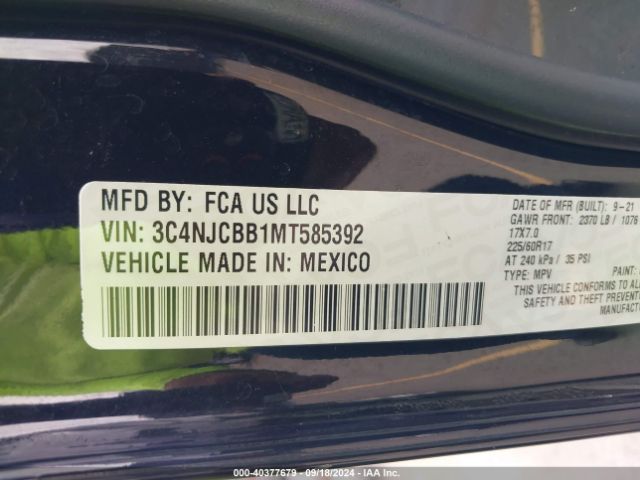 MFD BY: FCA US LLC
VIN: 3C4NJCBB1MT585392
VEHICLE MADE IN: MEXICO
DATE OF MFR (BUILT): 9-21
GAWR FRONT: 2370 LB / 1076
17X7.0
225/60R17
AT 240 kPa / 35 PSI
TYPE: MPV PAINT:
THIS VEHICLE CONFORMS TO AL
SAFETY AND THEFT PREVENT
MANUFACT
COPART
© - 40377679 - 09/18/2024 - IAA Inc.